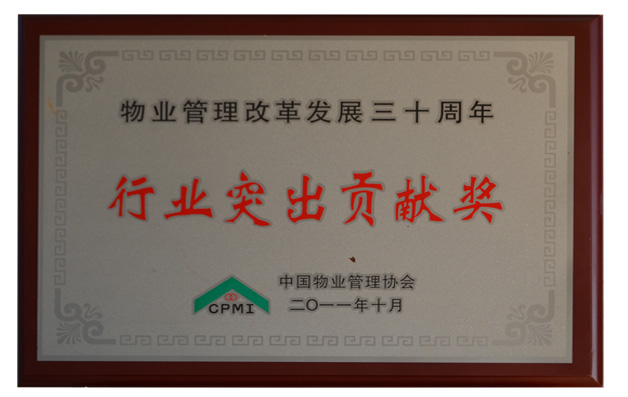 物业管理改革发展三十周年
行业突出贡献奖
中国物业管理协会
CPMI
二〇一一年十月